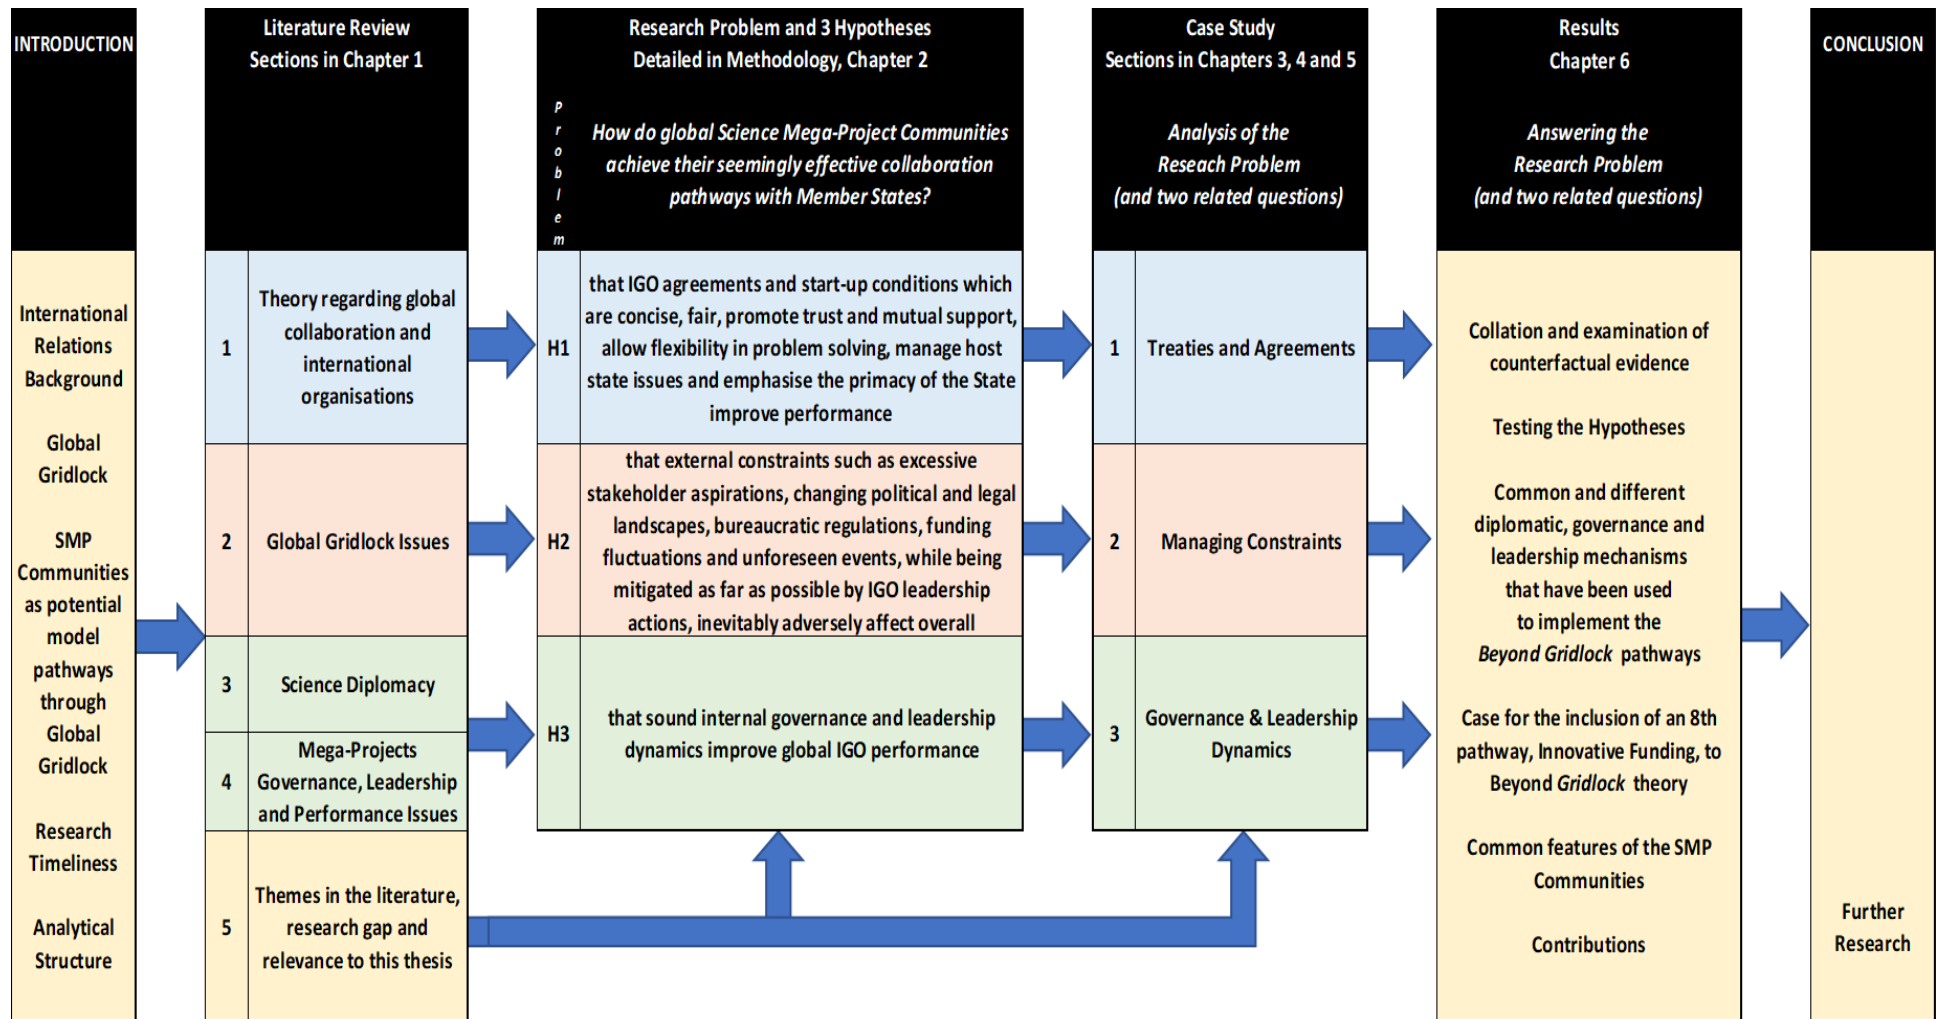 INTRODUCTION
International
Relations
Background
Global
Gridlock
SMP
Communities
as potential
model
pathways
through
Global
Gridlock
Research
Timeliness
Analytical
Structure
Literature Review
Sections in Chapter 1
1
Theory regarding global
collaboration and
international
organisations
2
Global Gridlock Issues
3
Science Diplomacy
4
Mega-Projects
Governance, Leadership
and Performance Issues
5
Themes in the literature,
research gap and
relevance to this thesis
Research Problem and 3 Hypotheses
Detailed in Methodology, Chapter 2
Problem
How do global Science Mega-Project Communities
achieve their seemingly effective collaboration
pathways with Member States?
H1
that IGO agreements and start-up conditions which
are concise, fair, promote trust and mutual support,
allow flexibility in problem solving, manage host
state issues and emphasise the primacy of the State
improve performance
H2
that external constraints such as excessive
stakeholder aspirations, changing political and legal
landscapes, bureaucratic regulations, funding
fluctuations and unforeseen events, while being
mitigated as far as possible by IGO leadership
actions, inevitably adversely affect overall
H3
that sound internal governance and leadership
dynamics improve global IGO performance
Case Study
Sections in Chapters 3, 4 and 5
Analysis of the
Reseach Problem
(and two related questions)
1
Treaties and Agreements
2
Managing Constraints
3
Governance & Leadership
Dynamics
Results
Chapter 6
Answering the
Research Problem
(and two related questions)
Collation and examination of
counterfactual evidence
Testing the Hypotheses
Common and different
diplomatic, governance and
leadership mechanisms
that have been used
to implement the
Beyond Gridlock pathways
Case for the inclusion of an 8th
pathway, Innovative Funding, to
Beyond Gridlock theory
Common features of the SMP
Communities
Contributions
CONCLUSION
Further
Research